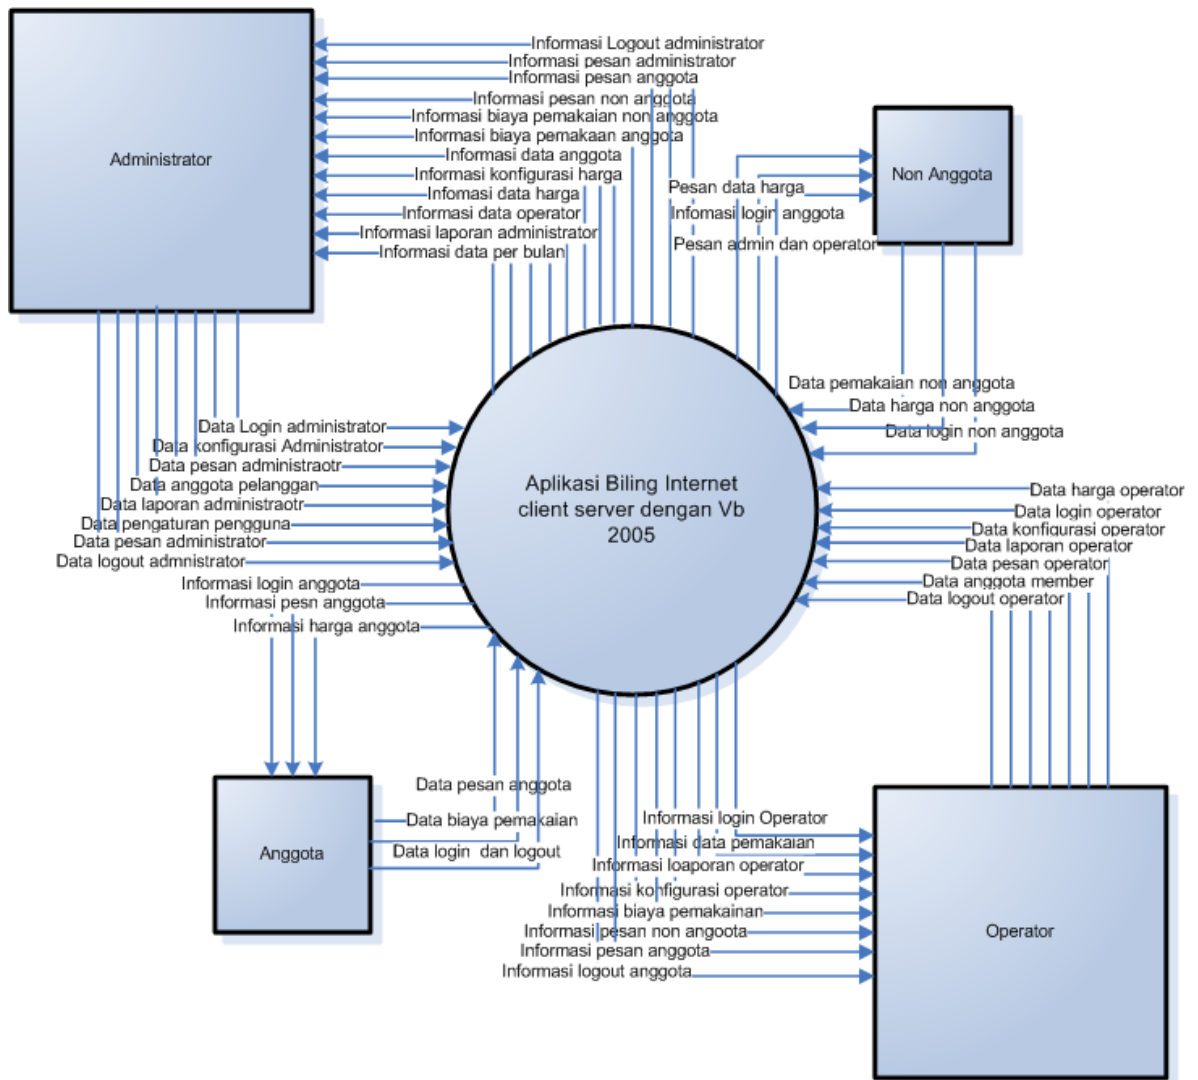 Informasi Logout administrator
Informasi pesan administrator
Informasi pesan anggota
Informasi pesan non anggota
Informasi biaya pemakaian non anggota
Informasi biaya pemakaan anggota
Informasi data anggota
Informasi konfigurasi harga
Infomasi data harga
Informasi data operator
Informasi laporan administrator
Informasi data per bulan
Administrator
Non Anggota
Pesan data harga
Infomasi login anggota
Pesan admin dan operator
Data pemakaian non anggota
Data harga non anggota
Data login non anggota
Data Login administrator
Data konfigurasi Administrator
Data pesan administraotr
Data anggota pelanggan
Data laporan administraotr
Data pengaturan pengguna
Data pesan administrator
Data logout admnistrator
Informasi login anggota
Informasi pesn anggota
Informasi harga anggota
Aplikasi Biling Internet
client server dengan Vb
2005
Data harga operator
Data login operator
Data konfigurasi operator
Data laporan operator
Data pesan operator
Data anggota member
Data logout operator
Data pesan anggota
Data biaya pemakaian
Data login  dan logout
Anggota
Informasi login Operator
Informasi data pemakaian
Informasi loaporan operator
Informasi konfigurasi operator
Informasi biaya pemakainan
Informasi pesan non angoota
Informasi pesan anggota
Informasi logout anggota
Operator